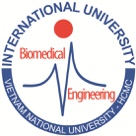 INTERNATIONAL UNIVERSITY
Biomedical
Engineering
VIETNAM NATIONAL UNIVERSITY - HCMC